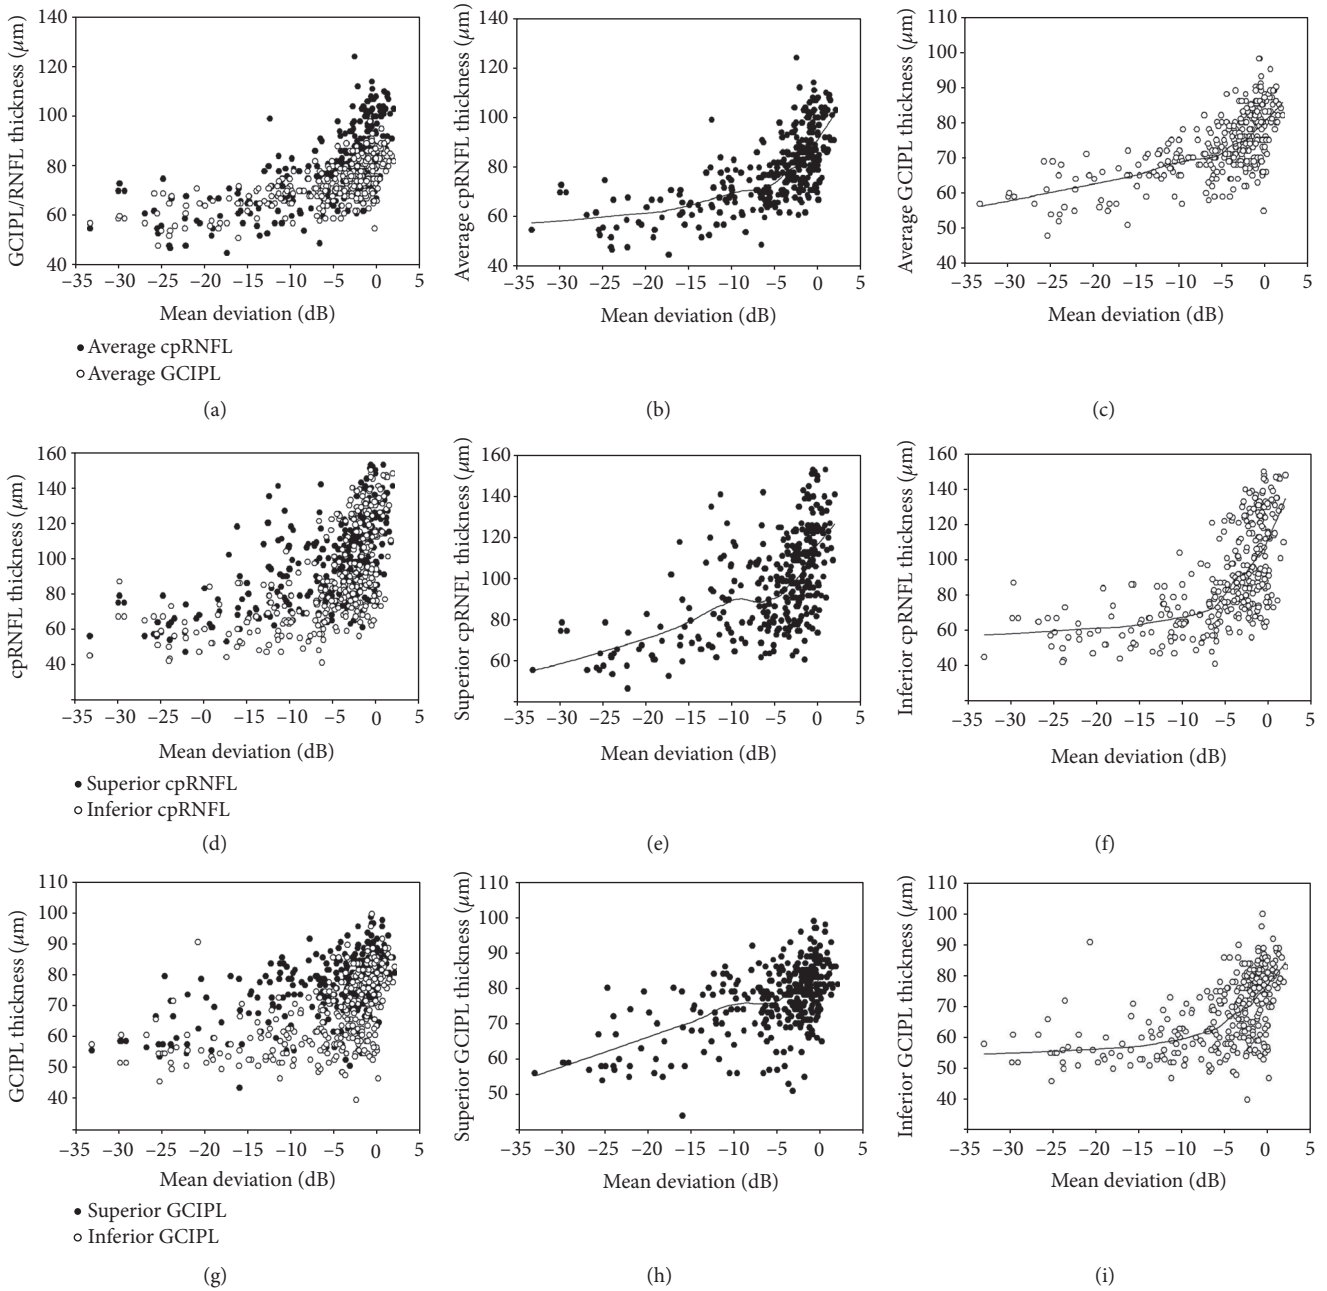 GCIPL/RNFL thickness (μm)
140
120
100
80
60
40
−35 −30 −25 −20 −15 −10 −5 0 5
Mean deviation (dB)
Average cpRNFL
Average GCIPL
(a)
Average cpRNFL thickness (μm)
140
120
100
80
60
40
−35 −30 −25 −20 −15 −10 −5 0 5
Mean deviation (dB)
(b)
Average GCIPL thickness (μm)
110
100
90
80
70
60
50
40
−35 −30 −25 −20 −15 −10 −5 0 5
Mean deviation (dB)
(c)
cpRNFL thickness (μm)
160
140
120
100
80
60
40
−35 −30 −25 −0 −15 −10 −5 0 5
Mean deviation (dB)
Superior cpRNFL
Inferior cpRNFL
(d)
Superior cpRNFL thickness (μm)
160
140
120
100
80
60
−35 −30 −25 −20 −15 −10 −5 0 5
Mean deviation (dB)
(e)
Inferior cpRNFL thickness (μm)
160
140
120
100
80
60
40
−35 −30 −25 −20 −15 −10 −5 0 5
Mean deviation (dB)
(f)
GCIPL thickness (μm)
110
90
80
70
60
50
40
−35 −30 −25 −20 −15 −10 −5 0 5
Mean deviation (dB)
Superior GCIPL
Inferior GCIPL
(g)
Superior GCIPL thickness (μm)
110
100
90
80
70
60
50
−35 −30 −25 −20 −15 −10 −5 0 5
Mean deviation (dB)
(h)
Inferior GCIPL thickness (μm)
110
100
90
80
70
60
50
40
−35 −30 −25 −20 −15 −10 −5 0 5
Mean deviation (dB)
(i)